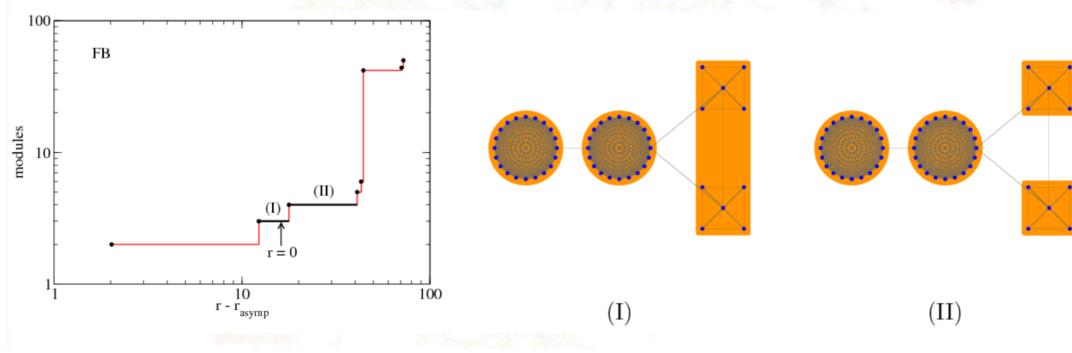 100
FB
10
modules
(I)
(II)
r = 0
1
1
10
100
r - r_asymp
(I)
(II)